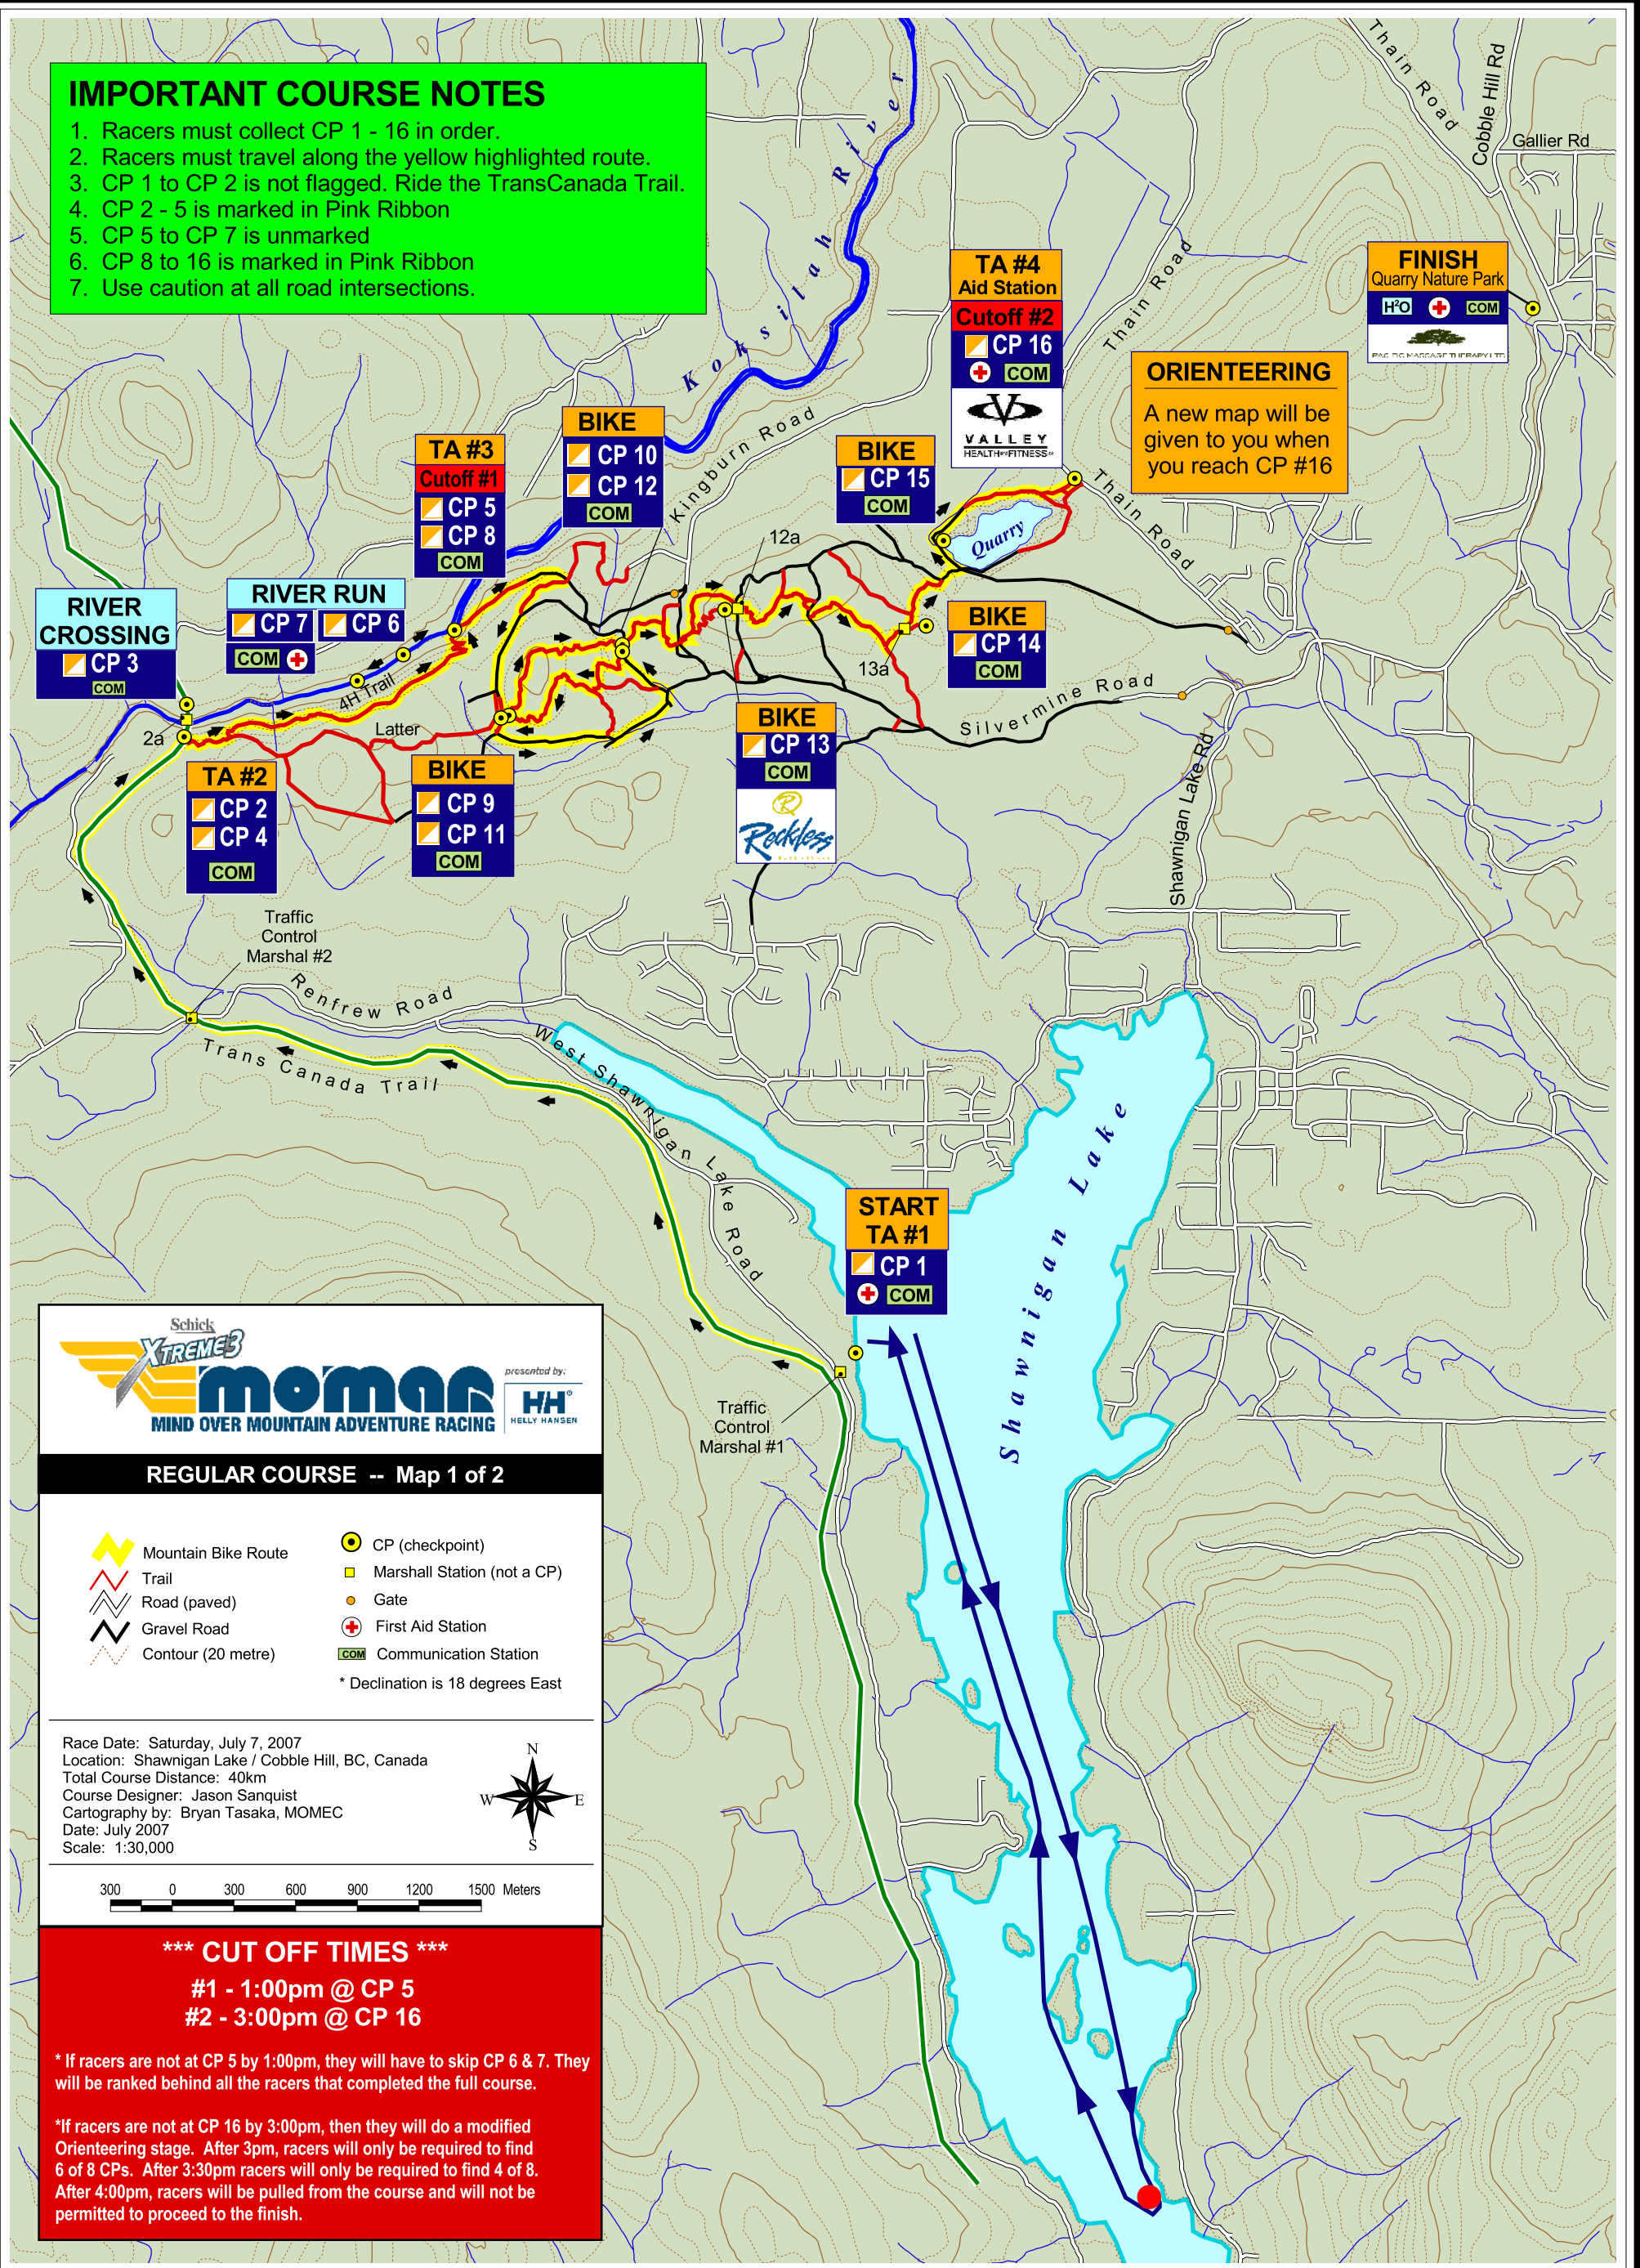 IMPORTANT COURSE NOTES
1. Racers must collect CP 1 - 16 in order.
2. Racers must travel along the yellow highlighted route.
3. CP 1 to CP 2 is not flagged. Ride the TransCanada Trail.
4. CP 2 - 5 is marked in Pink Ribbon
5. CP 5 to CP 7 is unmarked
6. CP 8 to 16 is marked in Pink Ribbon
7. Use caution at all road intersections.
Koksilah River
Thain Road
Cobble Hill Rd
Gallier Rd
FINISH
Quarry Nature Park
H²O
COM
PACIFIC MASSAGE THERAPY LTD
TA #4
Aid Station
Cutoff #2
CP 16
COM
VALLEY
HEALTH and FITNESS
Thain Road
ORIENTEERING
A new map will be
given to you when
you reach CP #16
BIKE
CP 10
CP 12
COM
Kingburn Road
TA #3
Cutoff #1
CP 5
CP 8
COM
BIKE
CP 15
COM
Quarry
Thain Road
12a
RIVER
CROSSING
CP 3
COM
RIVER RUN
CP 7
CP 6
COM
BIKE
CP 14
COM
13a
4H Trail
Latter
2a
Silvermine Road
Shawnigan Lake Rd
TA #2
CP 2
CP 4
COM
BIKE
CP 9
CP 11
COM
BIKE
CP 13
COM
R
Reckless
Traffic
Control
Marshal #2
Renfrew Road
Trans Canada Trail
West Shawnigan Lake Road
Shawnigan Lake
START
TA #1
CP 1
COM
Traffic
Control
Marshal #1
Schick
XTREME3
momar
MIND OVER MOUNTAIN ADVENTURE RACING
presented by:
HH®
HELLY HANSEN
REGULAR COURSE -- Map 1 of 2
Mountain Bike Route
Trail
Road (paved)
Gravel Road
Contour (20 metre)
CP (checkpoint)
Marshall Station (not a CP)
Gate
First Aid Station
COM Communication Station
* Declination is 18 degrees East
Race Date: Saturday, July 7, 2007
Location: Shawnigan Lake / Cobble Hill, BC, Canada
Total Course Distance: 40km
Course Designer: Jason Sanquist
Cartography by: Bryan Tasaka, MOMEC
Date: July 2007
Scale: 1:30,000
N
W E
S
300 0 300 600 900 1200 1500 Meters
*** CUT OFF TIMES ***
#1 - 1:00pm @ CP 5
#2 - 3:00pm @ CP 16
* If racers are not at CP 5 by 1:00pm, they will have to skip CP 6 & 7. They
will be ranked behind all the racers that completed the full course.
*If racers are not at CP 16 by 3:00pm, then they will do a modified
Orienteering stage. After 3pm, racers will only be required to find
6 of 8 CPs. After 3:30pm racers will only be required to find 4 of 8.
After 4:00pm, racers will be pulled from the course and will not be
permitted to proceed to the finish.